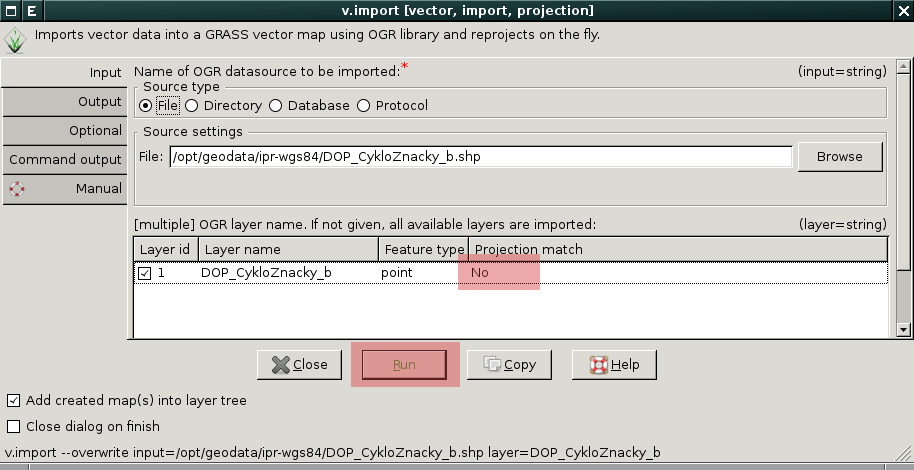 v.import [vector, import, projection]
Imports vector data into a GRASS vector map using OGR library and reprojects on the fly.
Input
Output
Optional
Command output
Manual
Name of OGR datasource to be imported:* (input=string)
Source type
File Directory Database Protocol
Source settings
File: /opt/geodata/ipr-wgs84/DOP_CykloZnacky_b.shp Browse
[multiple] OGR layer name. If not given, all available layers are imported: (layer=string)
Layer id Layer name Feature type Projection match
1 DOP_CykloZnacky_b point No
Close Run Copy Help
Add created map(s) into layer tree
Close dialog on finish
v.import --overwrite input=/opt/geodata/ipr-wgs84/DOP_CykloZnacky_b.shp layer=DOP_CykloZnacky_b